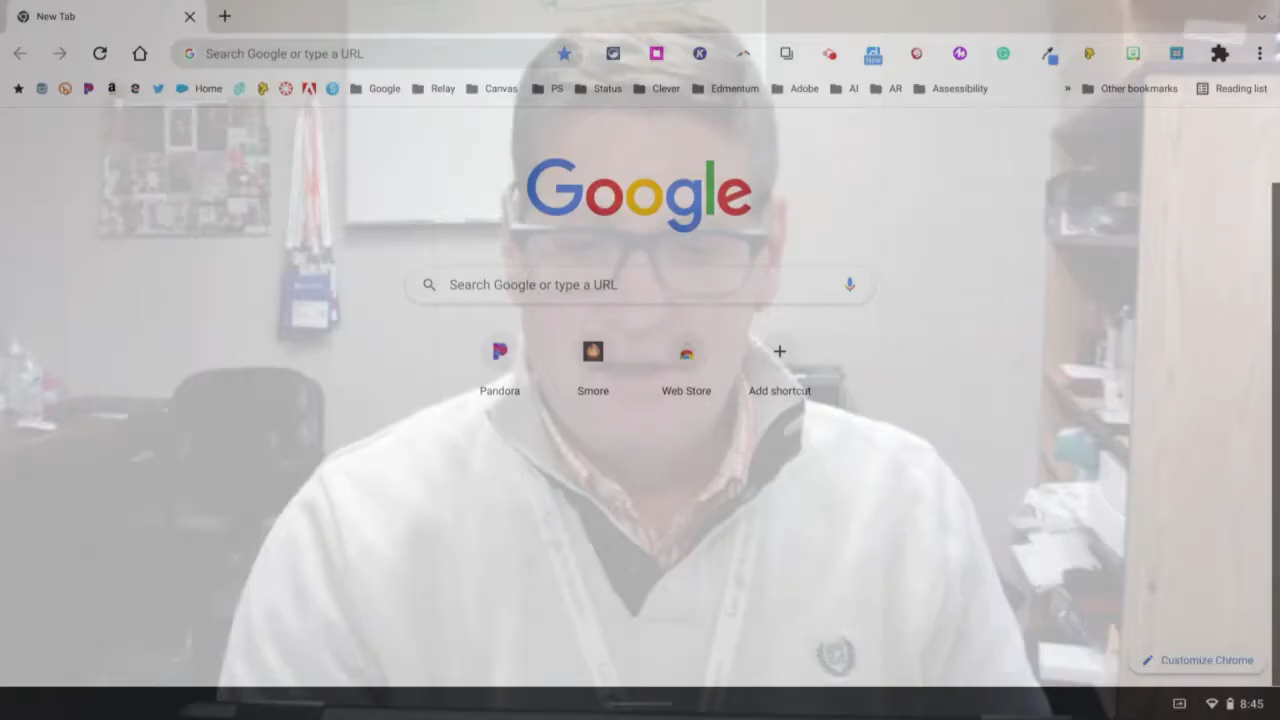 New Tab
Search Google or type a URL
New
Home Google Relay Canvas PS Status Clever Edmentum Adobe AI AR Assessibility » Other bookmarks Reading list
Google
Search Google or type a URL
Pandora Smore Web Store Add shortcut
Customize Chrome
8:45